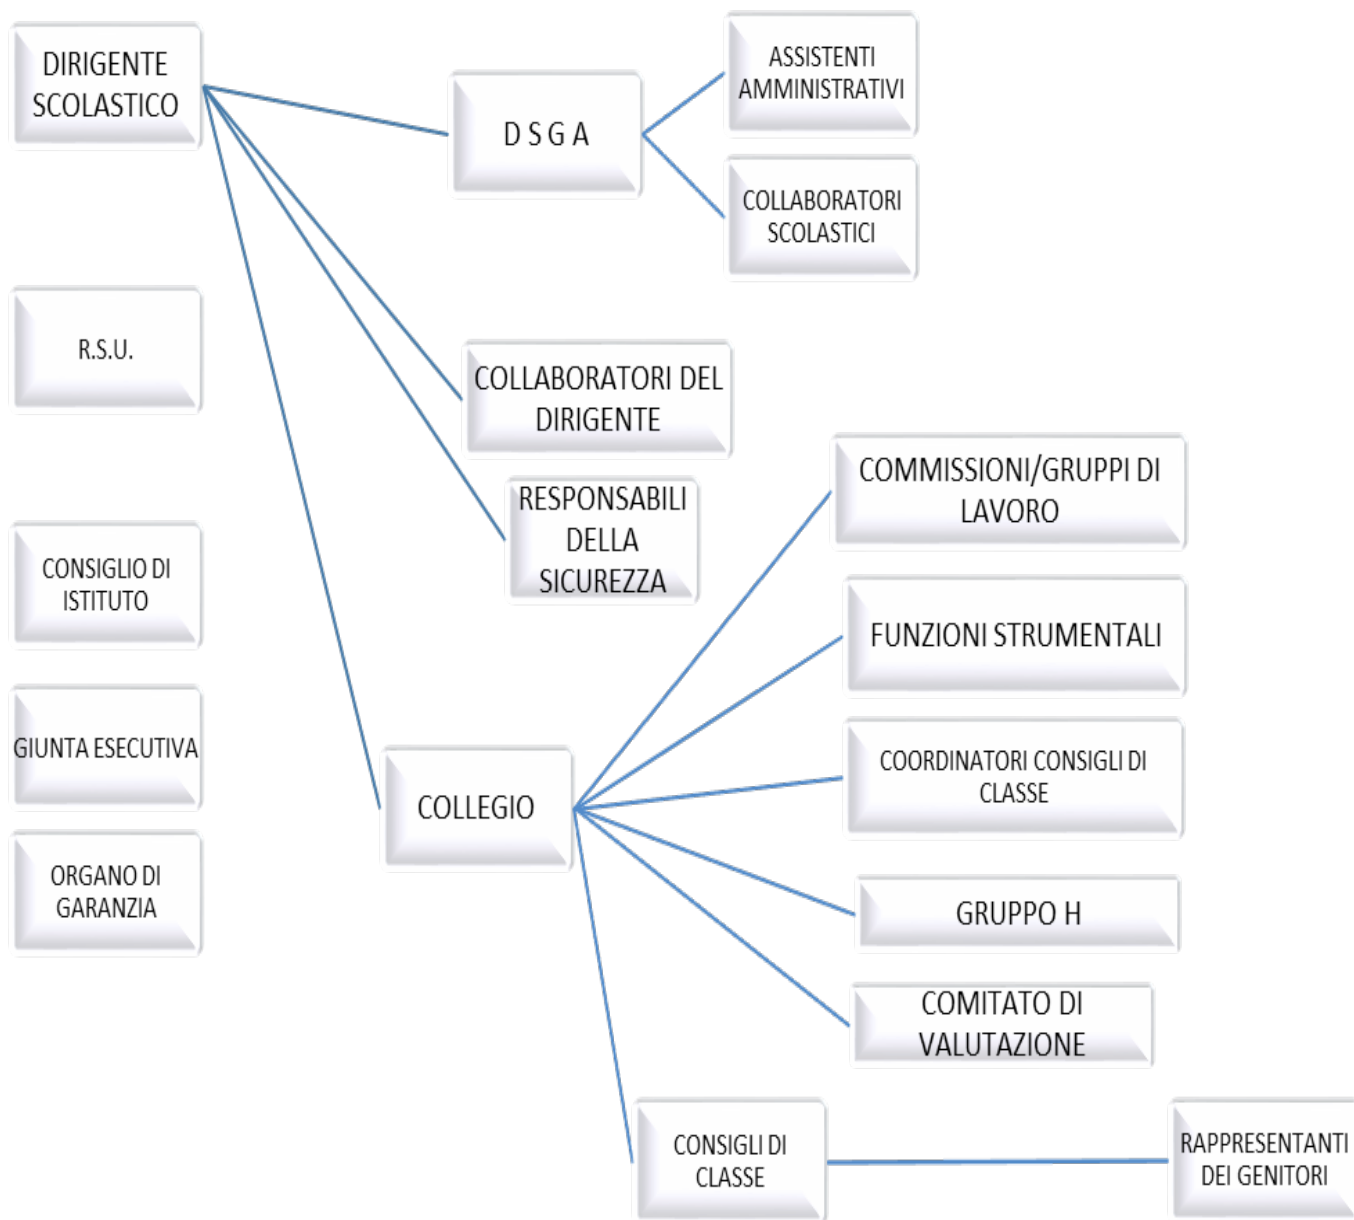 DIRIGENTE
SCOLASTICO
D S G A
ASSISTENTI
AMMINISTRATIVI
COLLABORATORI
SCOLASTICI
R.S.U.
COLLABORATORI DEL
DIRIGENTE
RESPONSABILI
DELLA
SICUREZZA
COMMISSIONI/GRUPPI DI
LAVORO
CONSIGLIO DI
ISTITUTO
FUNZIONI STRUMENTALI
GIUNTA ESECUTIVA
COORDINATORI CONSIGLI DI
CLASSE
COLLEGIO
ORGANO DI
GARANZIA
GRUPPO H
COMITATO DI
VALUTAZIONE
CONSIGLI DI
CLASSE
RAPPRESENTANTI
DEI GENITORI